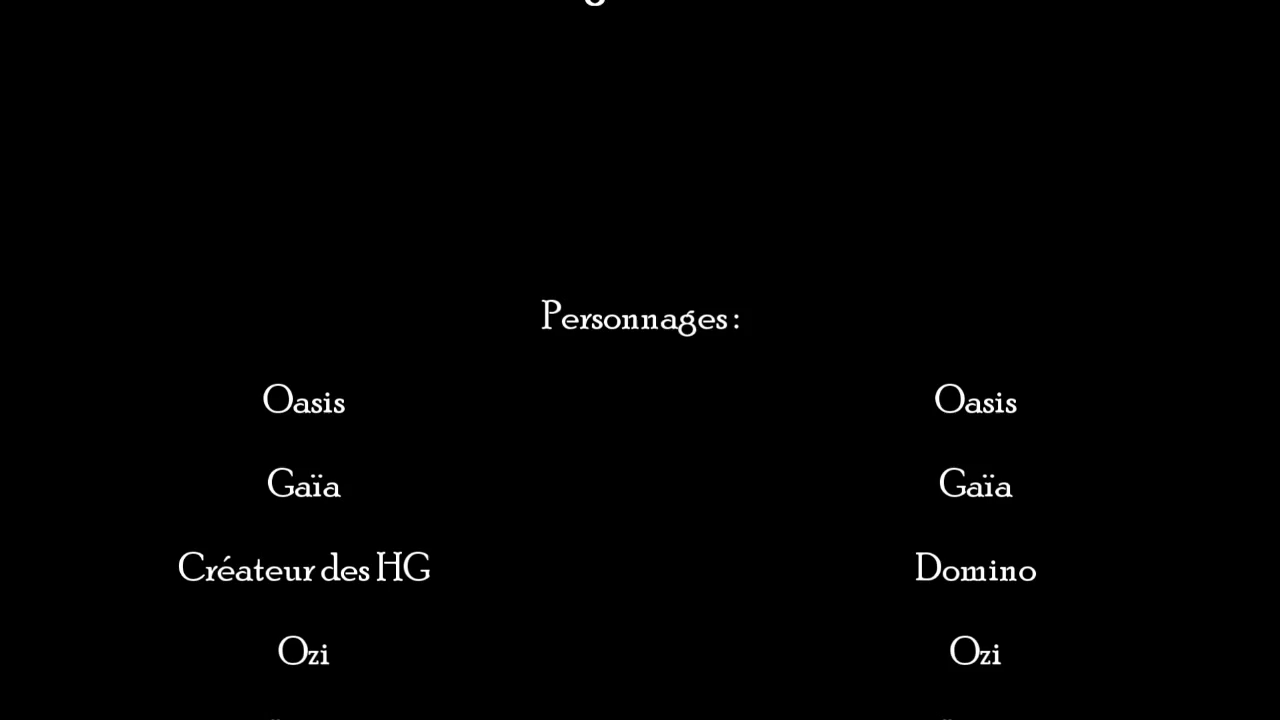 Personnages :
Oasis Oasis
Gaïa Gaïa
Créateur des HG Domino
Ozi Ozi